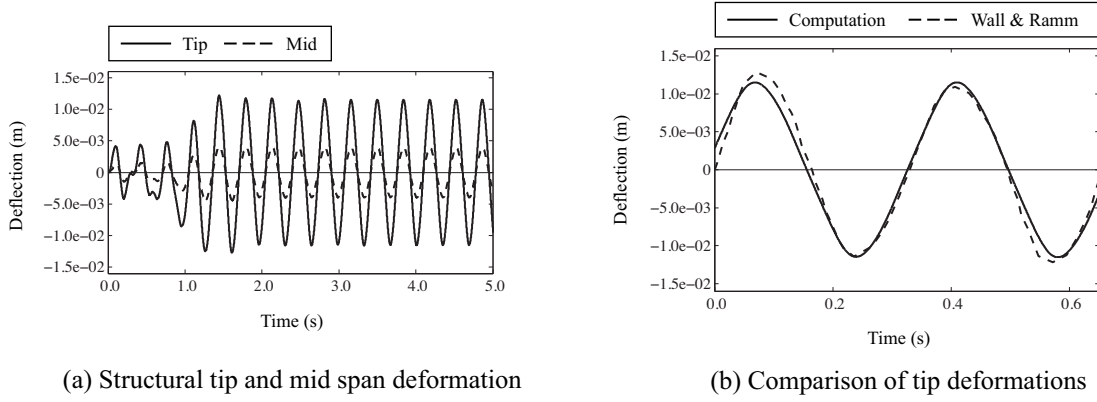 Tip Mid
1.5e−02
1.0e−02
5.0e−03
0
−5.0e−03
−1.0e−02
−1.5e−02
Deflection (m)
0.0 1.0 2.0 3.0 4.0 5.0
Time (s)
(a) Structural tip and mid span deformation
Computation Wall & Ramm
1.5e−02
1.0e−02
5.0e−03
0
−5.0e−03
−1.0e−02
−1.5e−02
Deflection (m)
0.0 0.2 0.4 0.6
Time (s)
(b) Comparison of tip deformations